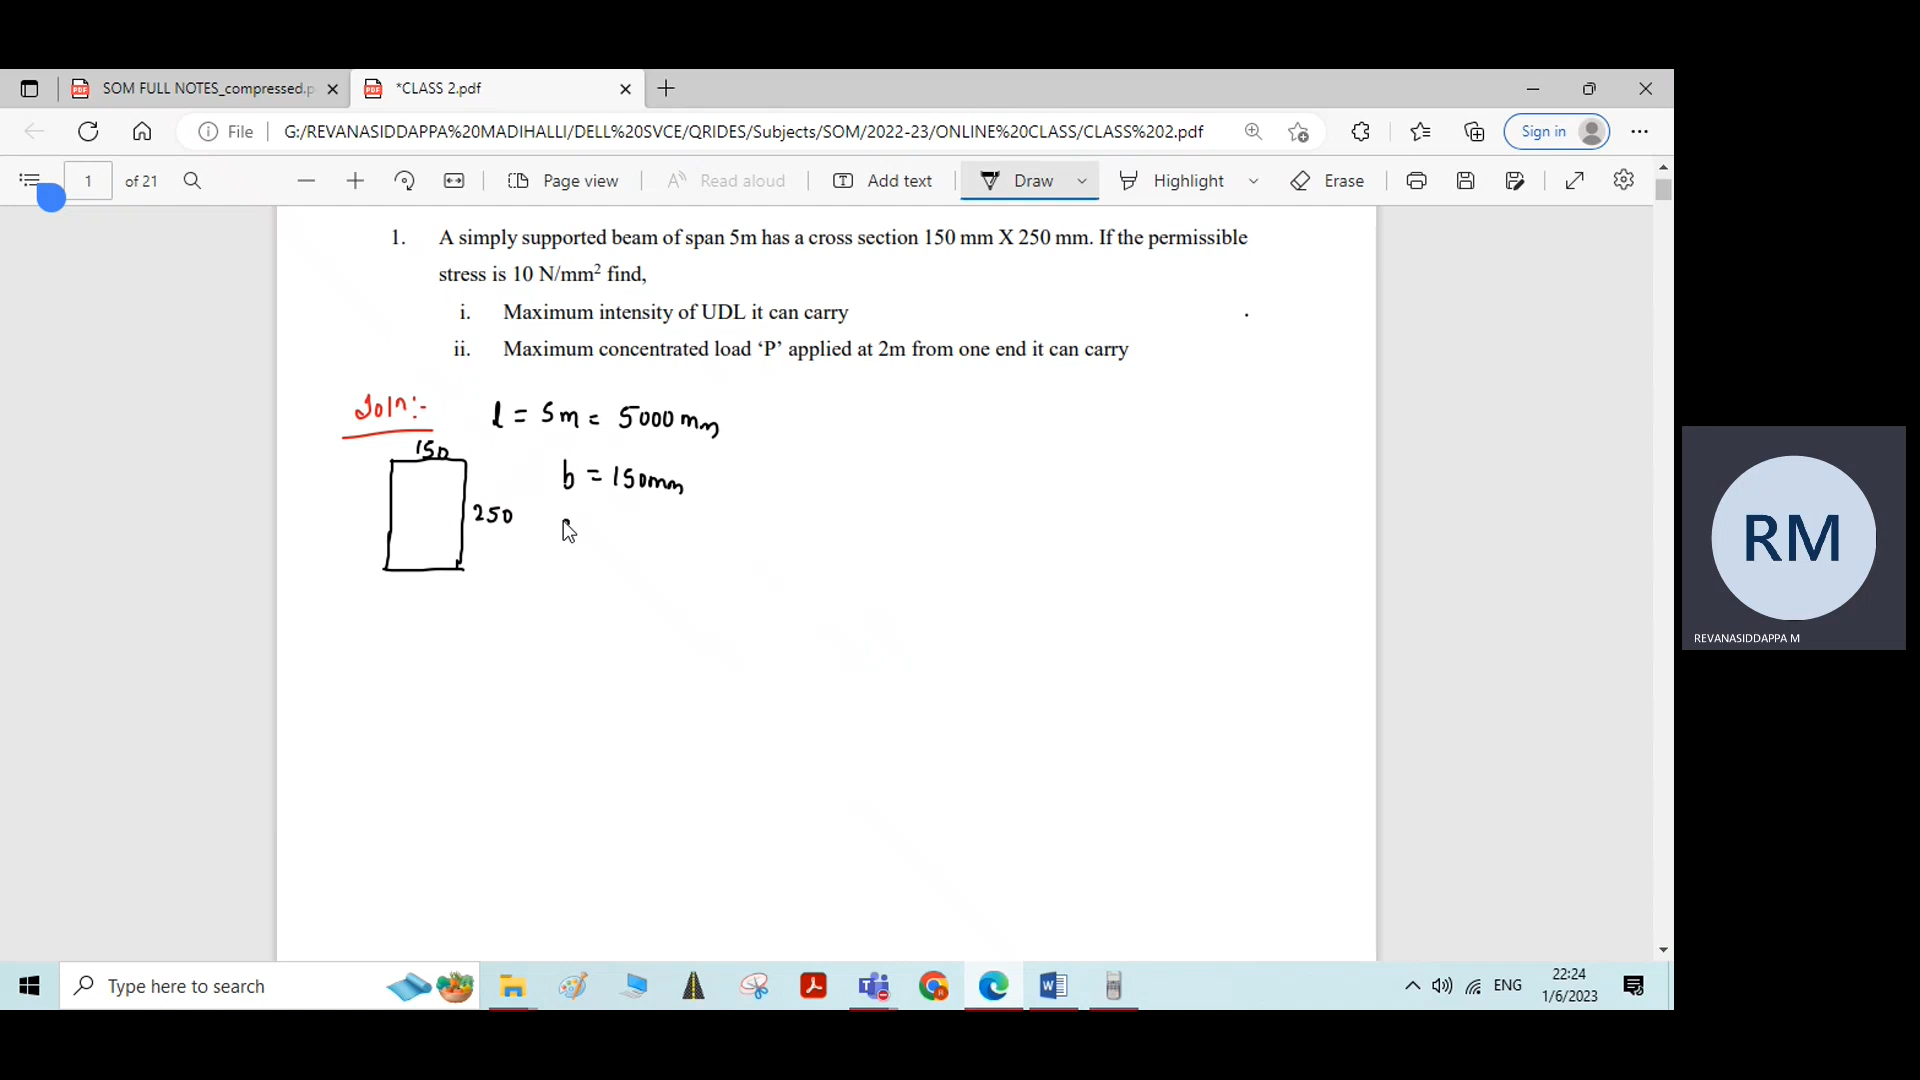 SOM FULL NOTES_compressed.p
*CLASS 2.pdf
File
G:/REVANASIDDAPPA%20MADIHALLI/DELL%20SVCE/QRIDES/Subjects/SOM/2022-23/ONLINE%20CLASS/CLASS%202.pdf
Sign in
1 of 21
Page view
Read aloud
Add text
Draw
Highlight
Erase
1. A simply supported beam of span 5m has a cross section 150 mm X 250 mm. If the permissible
stress is 10 N/mm² find,
i. Maximum intensity of UDL it can carry
ii. Maximum concentrated load ‘P’ applied at 2m from one end it can carry
Soln:-
l = 5m = 5000 mm
150
b = 150mm
250
RM
REVANASIDDAPPA M
Type here to search
ENG
22:24
1/6/2023